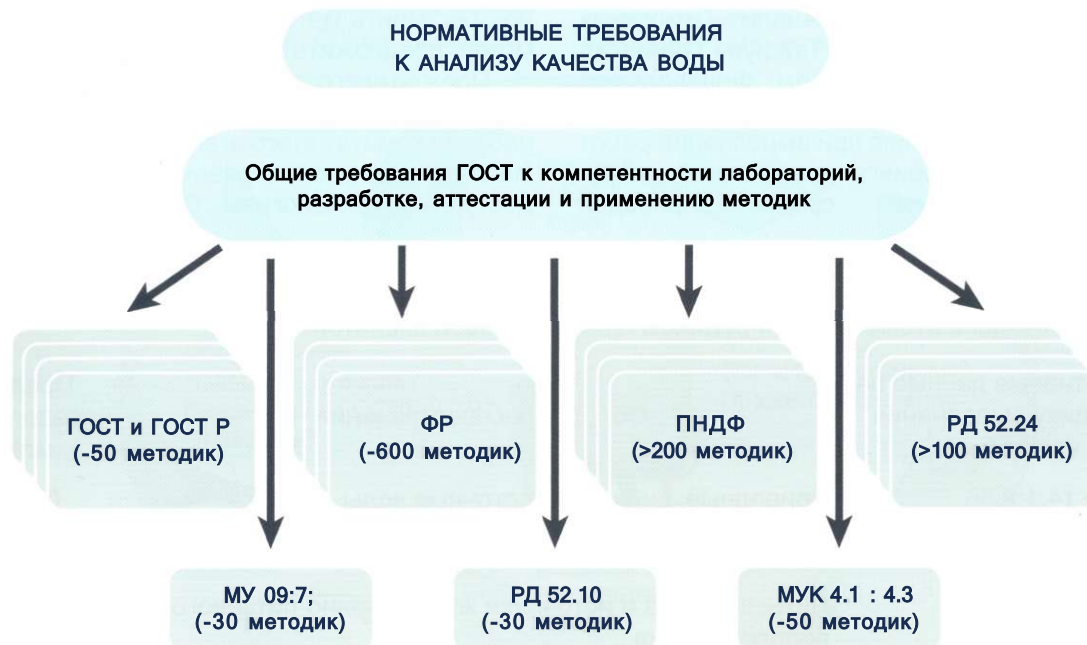 НОРМАТИВНЫЕ ТРЕБОВАНИЯ
К АНАЛИЗУ КАЧЕСТВА ВОДЫ
Общие требования ГОСТ к компетентности лабораторий,
разработке, аттестации и применению методик
ГОСТ и ГОСТ Р
(-50 методик)
ФР
(-600 методик)
ПНДФ
(>200 методик)
РД 52.24
(>100 методик)
МУ 09:7;
(-30 методик)
РД 52.10
(-30 методик)
МУК 4.1 : 4.3
(-50 методик)